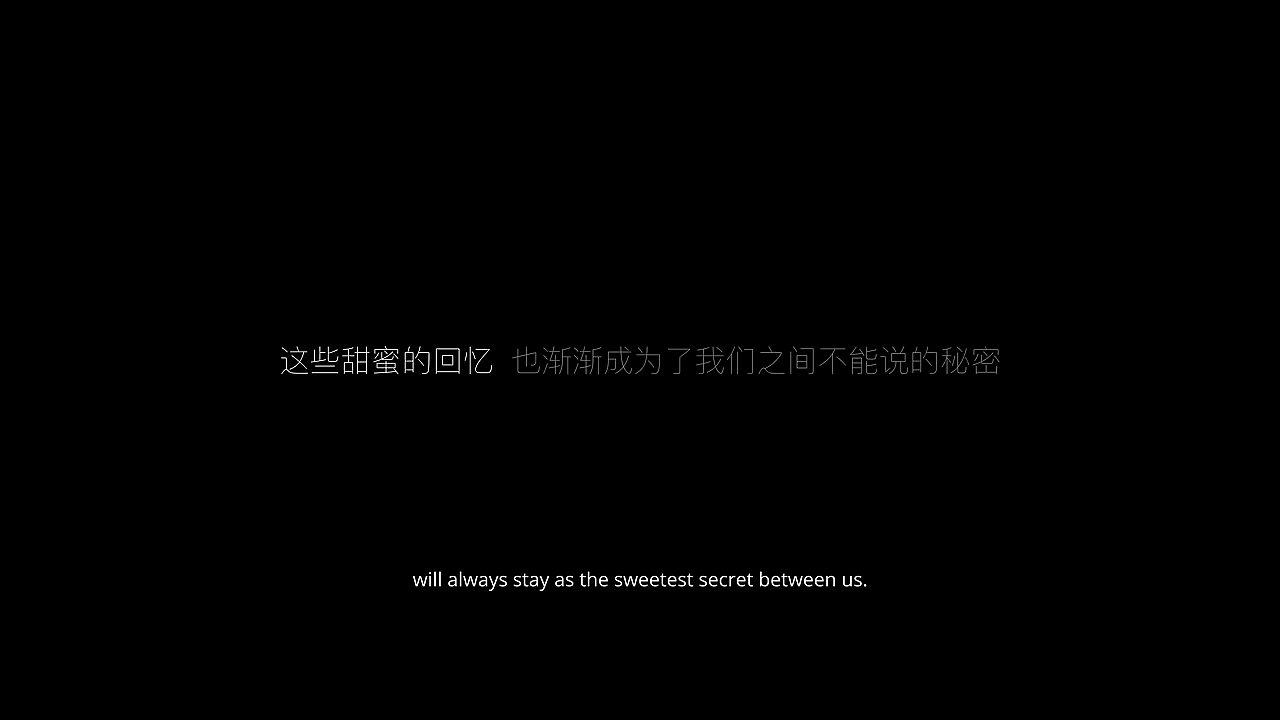 这些甜蜜的回忆 也渐渐成为了我们之间不能说的秘密
will always stay as the sweetest secret between us.